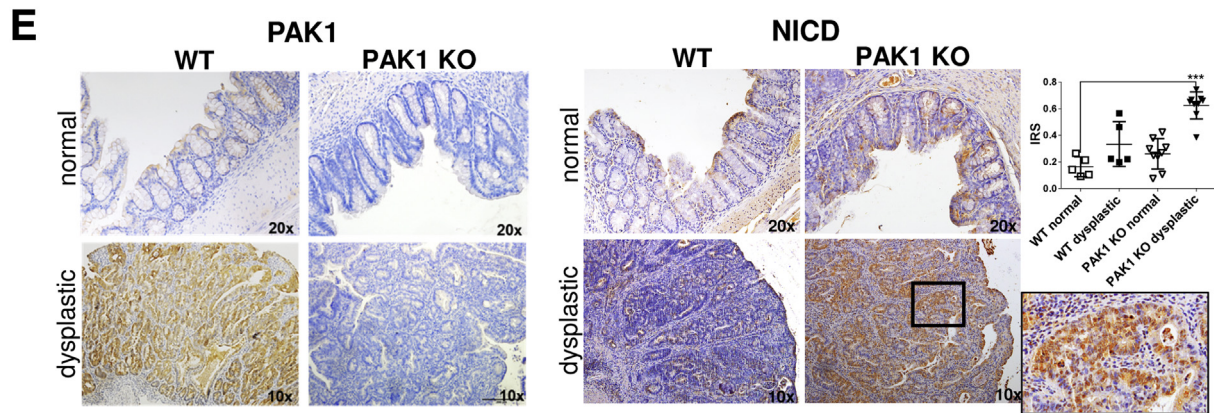 E
PAK1
NICD
WT
PAK1 KO
WT
PAK1 KO
normal
20x
20x
20x
20x
dysplastic
10x
10x
10x
10x
***
IRS
0.8
0.6
0.4
0.2
0.0
WT normal
WT dysplastic
PAK1 KO normal
PAK1 KO dysplastic